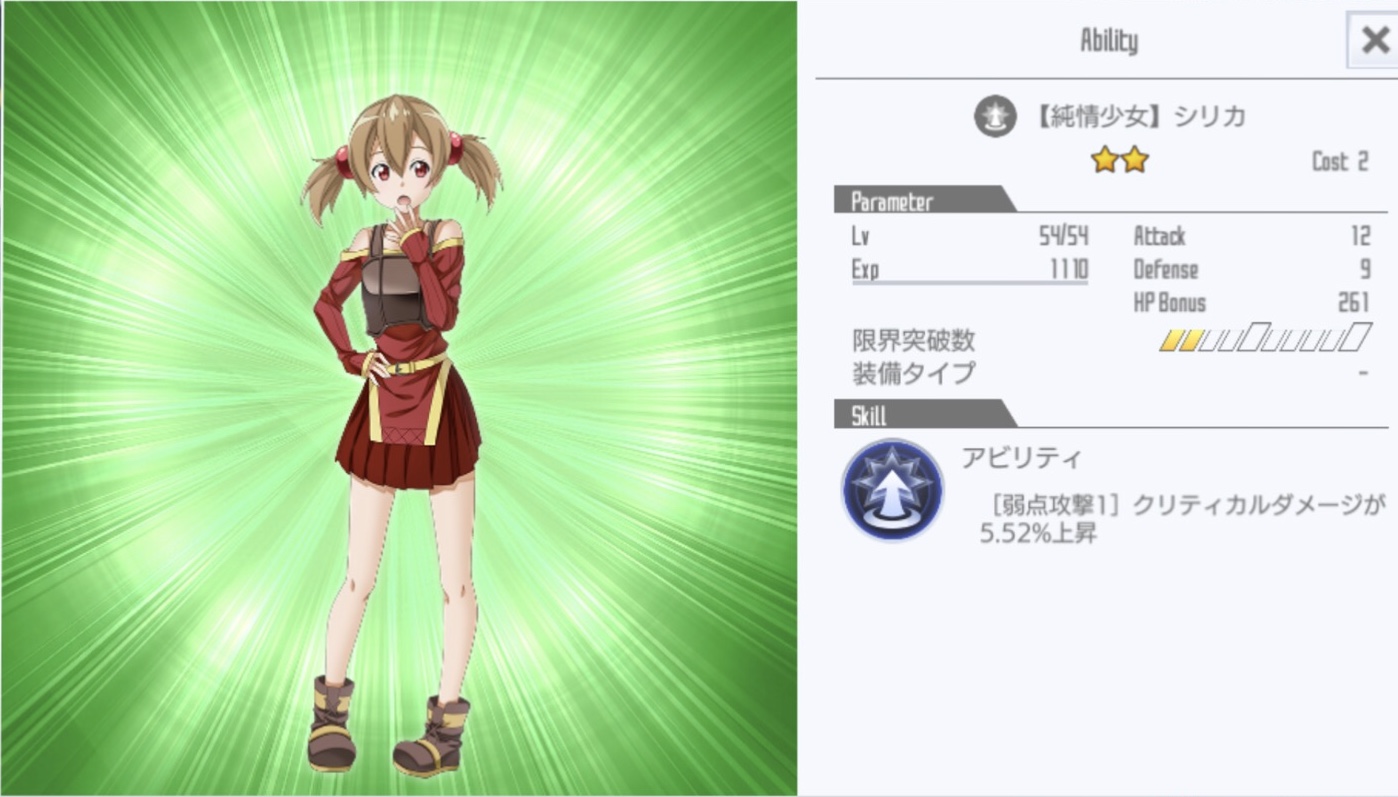 Ability
【純情少女】シリカ
Cost 2
Parameter
Lv 54/54 Attack 12
Exp 1110 Defense 9
HP Bonus 261
限界突破数
装備タイプ -
Skill
アビリティ
［弱点攻撃1］クリティカルダメージが
5.52%上昇